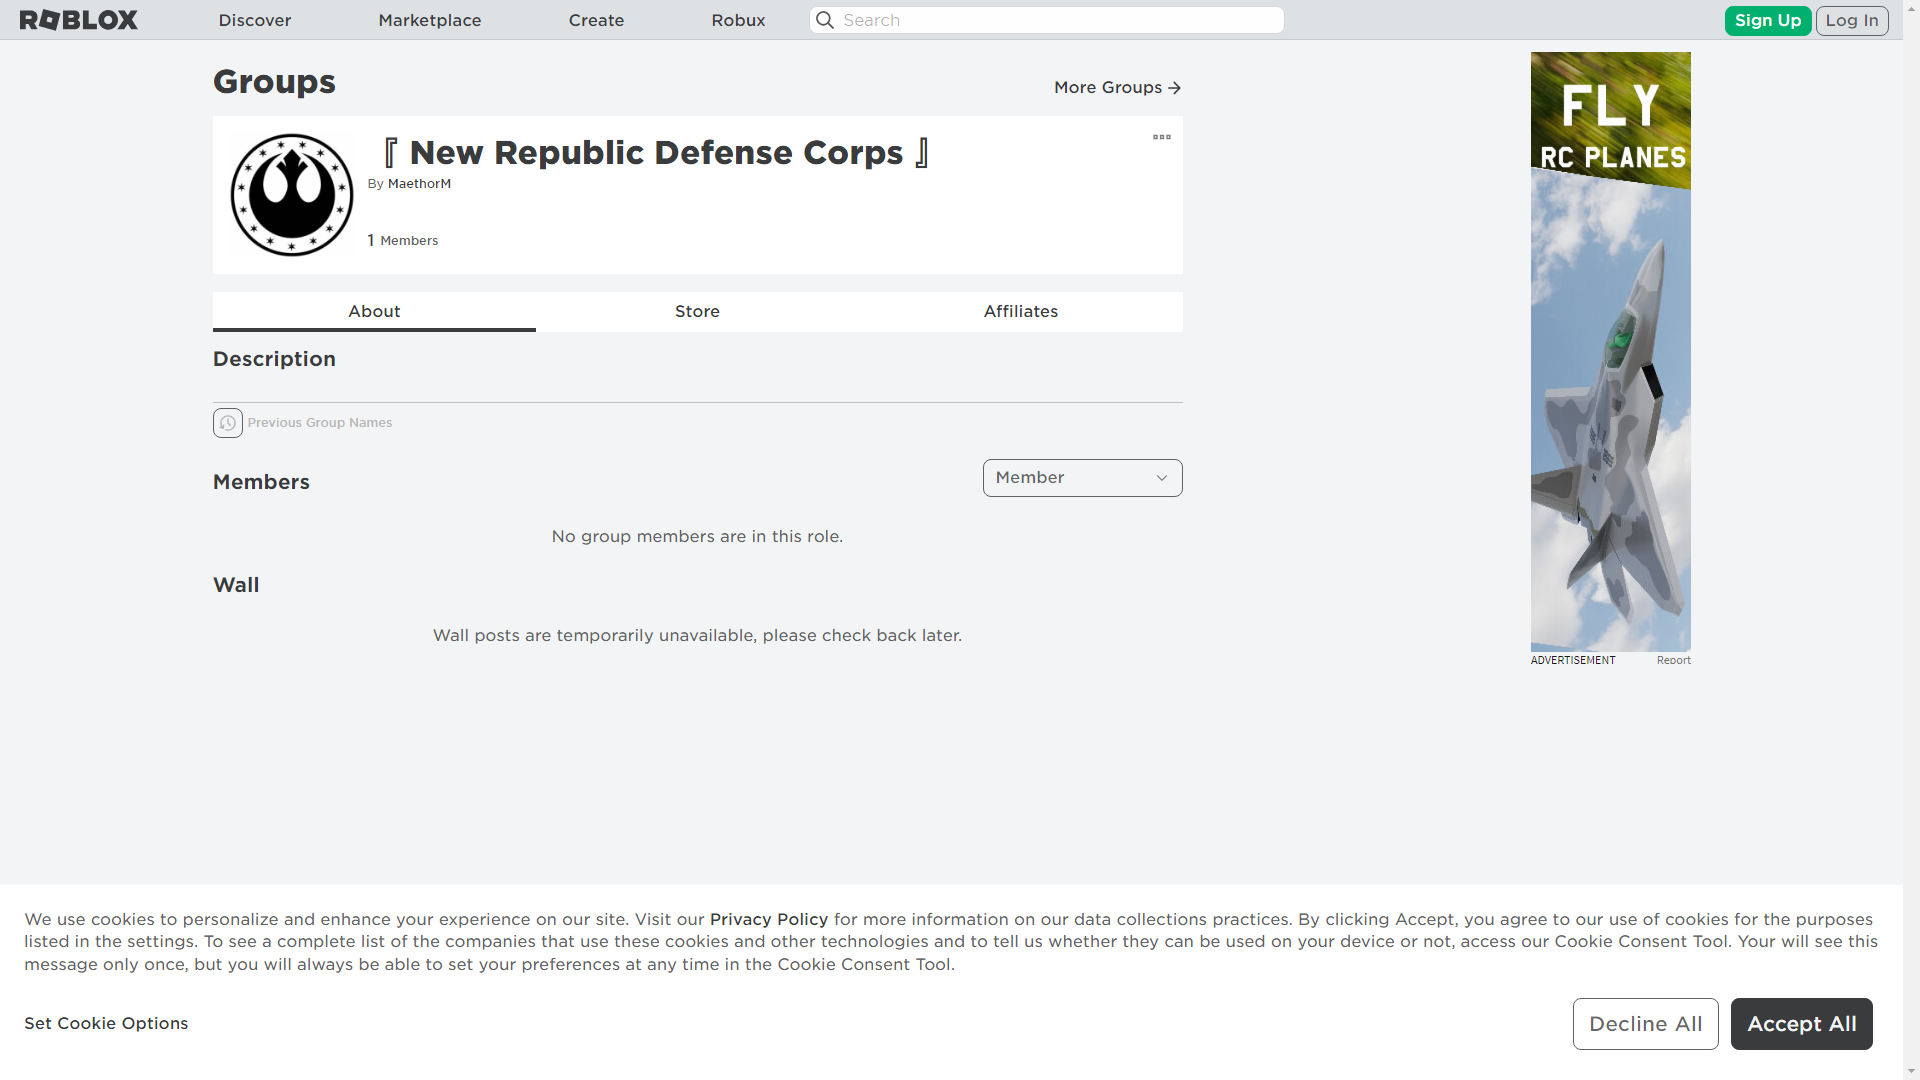 ROBLOX
Discover
Marketplace
Create
Robux
Search
Sign Up
Log In
Groups
More Groups
『 New Republic Defense Corps 』
By MaethorM
1 Members
About
Store
Affiliates
Description
Previous Group Names
Members
Member
No group members are in this role.
Wall
Wall posts are temporarily unavailable, please check back later.
FLY
RC PLANES
ADVERTISEMENT
Report
We use cookies to personalize and enhance your experience on our site. Visit our Privacy Policy for more information on our data collections practices. By clicking Accept, you agree to our use of cookies for the purposes
listed in the settings. To see a complete list of the companies that use these cookies and other technologies and to tell us whether they can be used on your device or not, access our Cookie Consent Tool. Your will see this
message only once, but you will always be able to set your preferences at any time in the Cookie Consent Tool.
Set Cookie Options
Decline All
Accept All